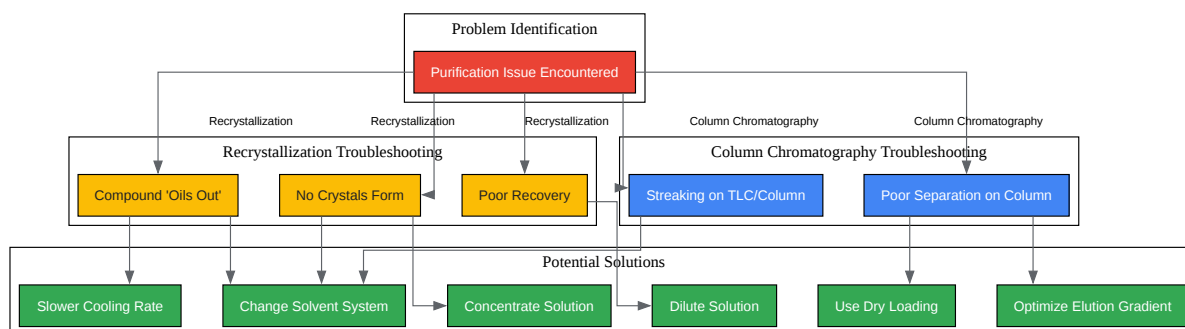 Problem Identification
Purification Issue Encountered
Recrystallization
Recrystallization
Recrystallization
Column Chromatography
Column Chromatography
Recrystallization Troubleshooting
Column Chromatography Troubleshooting
Compound 'Oils Out'
No Crystals Form
Poor Recovery
Streaking on TLC/Column
Poor Separation on Column
Potential Solutions
Slower Cooling Rate
Change Solvent System
Concentrate Solution
Dilute Solution
Use Dry Loading
Optimize Elution Gradient